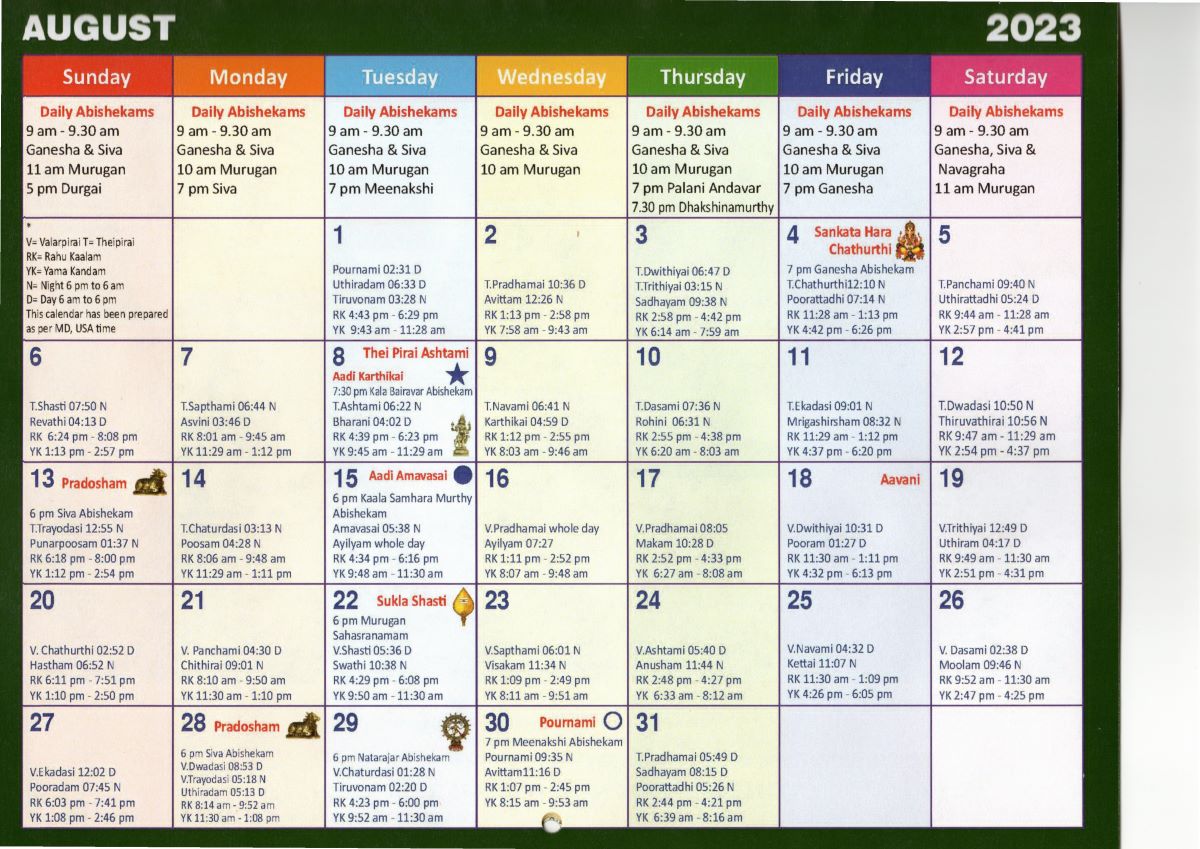 AUGUST
2023
Sunday
Monday
Tuesday
Wednesday
Thursday
Friday
Saturday
Daily Abishekams
9 am - 9.30 am
Ganesha & Siva
11 am Murugan
5 pm Durgai
Daily Abishekams
9 am - 9.30 am
Ganesha & Siva
10 am Murugan
7 pm Siva
Daily Abishekams
9 am - 9.30 am
Ganesha & Siva
10 am Murugan
7 pm Meenakshi
Daily Abishekams
9 am - 9.30 am
Ganesha & Siva
10 am Murugan
Daily Abishekams
9 am - 9.30 am
Ganesha & Siva
10 am Murugan
7 pm Palani Andavar
7.30 pm Dhakshinamurthy
Daily Abishekams
9 am - 9.30 am
Ganesha & Siva
10 am Murugan
7 pm Ganesha
Daily Abishekams
9 am - 9.30 am
Ganesha, Siva &
Navagraha
11 am Murugan
*
V= Valarpirai T= Theipirai
RK= Rahu Kaalam
YK= Yama Kandam
N= Night 6 pm to 6 am
D= Day 6 am to 6 pm
This calendar has been prepared
as per MD, USA time
1
Pournami 02:31 D
Uthiradam 06:33 D
Tiruvonam 03:28 N
RK 4:43 pm - 6:29 pm
YK 9:43 am - 11:28 am
2
T.Pradhamai 10:36 D
Avittam 12:26 N
RK 1:13 pm - 2:58 pm
YK 7:58 am - 9:43 am
3
T.Dwithiyai 06:47 D
T.Trithiyai 03:15 N
Sadhayam 09:38 N
RK 2:58 pm - 4:42 pm
YK 6:14 am - 7:59 am
4 Sankata Hara
Chathurthi
7 pm Ganesha Abishekam
T.Chathurthi12:10 N
Poorattadhi 07:14 N
RK 11:28 am - 1:13 pm
YK 4:42 pm - 6:26 pm
5
T.Panchami 09:40 N
Uthirattadhi 05:24 D
RK 9:44 am - 11:28 am
YK 2:57 pm - 4:41 pm
6
T.Shasti 07:50 N
Revathi 04:13 D
RK 6:24 pm - 8:08 pm
YK 1:13 pm - 2:57 pm
7
T.Sapthami 06:44 N
Asvini 03:46 D
RK 8:01 am - 9:45 am
YK 11:29 am - 1:12 pm
8 Thei Pirai Ashtami
Aadi Karthikai
7:30 pm Kala Bairavar Abishekam
T.Ashtami 06:22 N
Bharani 04:02 D
RK 4:39 pm - 6:23 pm
YK 9:45 am - 11:29 am
9
T.Navami 06:41 N
Karthikai 04:59 D
RK 1:12 pm - 2:55 pm
YK 8:03 am - 9:46 am
10
T.Dasami 07:36 N
Rohini 06:31 N
RK 2:55 pm - 4:38 pm
YK 6:20 am - 8:03 am
11
T.Ekadasi 09:01 N
Mrigashirsham 08:32 N
RK 11:29 am - 1:12 pm
YK 4:37 pm - 6:20 pm
12
T.Dwadasi 10:50 N
Thiruvathirai 10:56 N
RK 9:47 am - 11:29 am
YK 2:54 pm - 4:37 pm
13 Pradosham
6 pm Siva Abishekam
T.Trayodasi 12:55 N
Punarpoosam 01:37 N
RK 6:18 pm - 8:00 pm
YK 1:12 pm - 2:54 pm
14
T.Chaturdasi 03:13 N
Poosam 04:28 N
RK 8:06 am - 9:48 am
YK 11:29 am - 1:11 pm
15 Aadi Amavasai
6 pm Kaala Samhara Murthy
Abishekam
Amavasai 05:38 N
Ayilyam whole day
RK 4:34 pm - 6:16 pm
YK 9:48 am - 11:30 am
16
V.Pradhamai whole day
Ayilyam 07:27
RK 1:11 pm - 2:52 pm
YK 8:07 am - 9:48 am
17
V.Pradhamai 08:05
Makam 10:28 D
RK 2:52 pm - 4:33 pm
YK 6:27 am - 8:08 am
18 Aavani
V.Dwithiyai 10:31 D
Pooram 01:27 D
RK 11:30 am - 1:11 pm
YK 4:32 pm - 6:13 pm
19
V.Trithiyai 12:49 D
Uthiram 04:17 D
RK 9:49 am - 11:30 am
YK 2:51 pm - 4:31 pm
20
V. Chathurthi 02:52 D
Hastham 06:52 N
RK 6:11 pm - 7:51 pm
YK 1:10 pm - 2:50 pm
21
V. Panchami 04:30 D
Chithirai 09:01 N
RK 8:10 am - 9:50 am
YK 11:30 am - 1:10 pm
22 Sukla Shasti
6 pm Murugan
Sahasranamam
V.Shasti 05:36 D
Swathi 10:38 N
RK 4:29 pm - 6:08 pm
YK 9:50 am - 11:30 am
23
V.Sapthami 06:01 N
Visakam 11:34 N
RK 1:09 pm - 2:49 pm
YK 8:11 am - 9:51 am
24
V.Ashtami 05:40 D
Anusham 11:44 N
RK 2:48 pm - 4:27 pm
YK 6:33 am - 8:12 am
25
V.Navami 04:32 D
Kettai 11:07 N
RK 11:30 am - 1:09 pm
YK 4:26 pm - 6:05 pm
26
V. Dasami 02:38 D
Moolam 09:46 N
RK 9:52 am - 11:30 am
YK 2:47 pm - 4:25 pm
27
V.Ekadasi 12:02 D
Pooradam 07:45 N
RK 6:03 pm - 7:41 pm
YK 1:08 pm - 2:46 pm
28 Pradosham
6 pm Siva Abishekam
V.Dwadasi 08:53 D
V.Trayodasi 05:18 N
Uthiradam 05:13 D
RK 8:14 am - 9:52 am
YK 11:30 am - 1:08 pm
29
6 pm Natarajar Abishekam
V.Chaturdasi 01:28 N
Tiruvonam 02:20 D
RK 4:23 pm - 6:00 pm
YK 9:52 am - 11:30 am
30 Pournami
7 pm Meenakshi Abishekam
Pournami 09:35 N
Avittam11:16 D
RK 1:07 pm - 2:45 pm
YK 8:15 am - 9:53 am
31
T.Pradhamai 05:49 D
Sadhayam 08:15 D
Poorattadhi 05:26 N
RK 2:44 pm - 4:21 pm
YK 6:39 am - 8:16 am